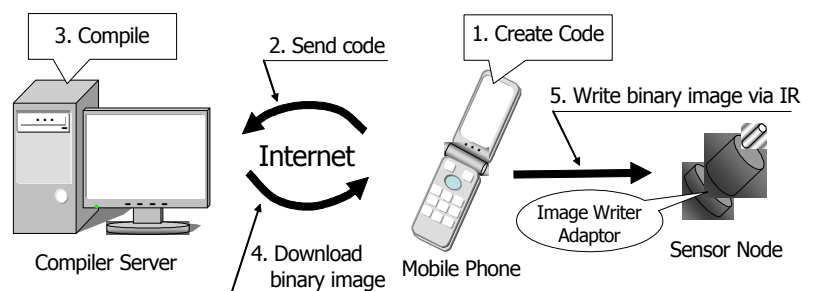 3. Compile
2. Send code
1. Create Code
5. Write binary image via IR
Internet
Image Writer
Adaptor
4. Download
binary image
Compiler Server
Mobile Phone
Sensor Node